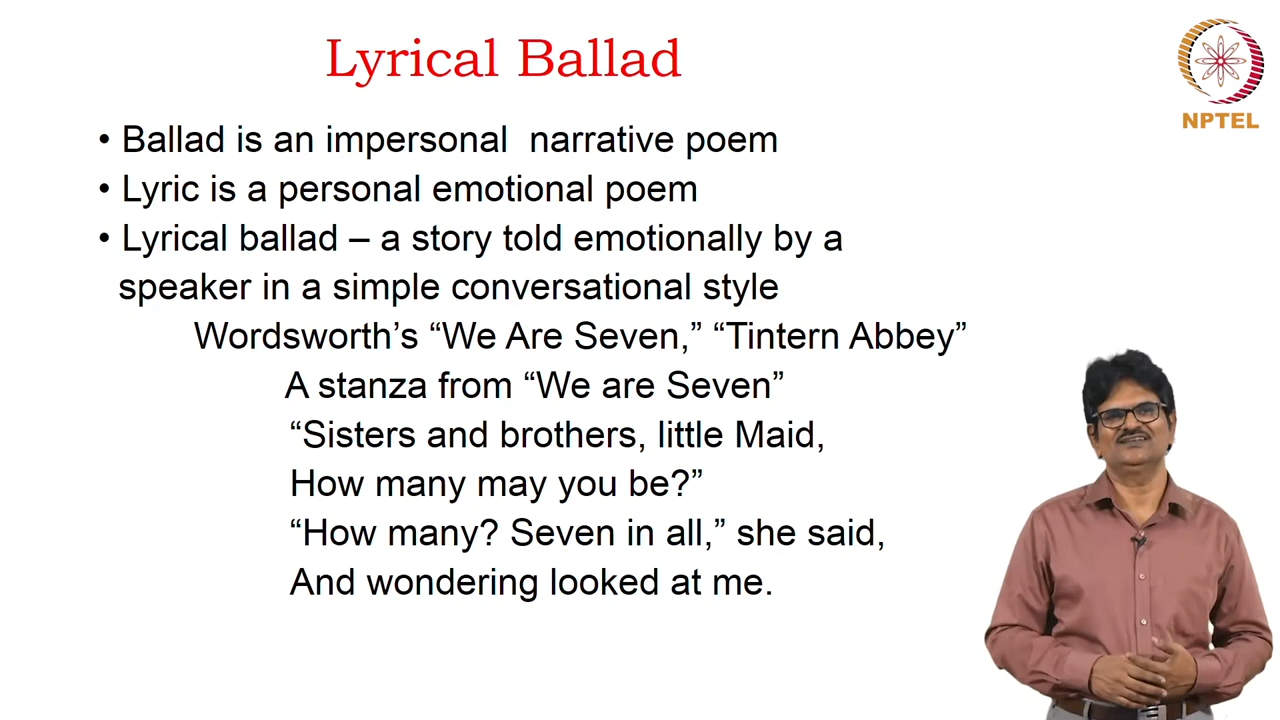 Lyrical Ballad
NPTEL
• Ballad is an impersonal narrative poem
• Lyric is a personal emotional poem
• Lyrical ballad – a story told emotionally by a
speaker in a simple conversational style
Wordsworth’s “We Are Seven,” “Tintern Abbey”
A stanza from “We are Seven”
“Sisters and brothers, little Maid,
How many may you be?”
“How many? Seven in all,” she said,
And wondering looked at me.